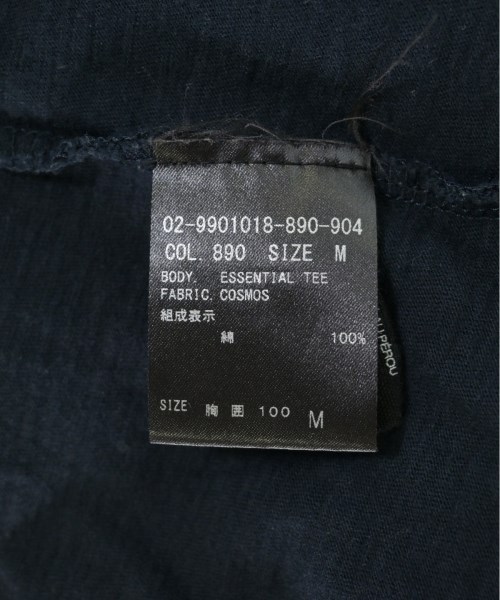 02-9901018-890-904
COL. 890 SIZE M
BODY. ESSENTIAL TEE
FABRIC. COSMOS
組成表示
綿 100%
SIZE 胸囲 100 M
PÉROU